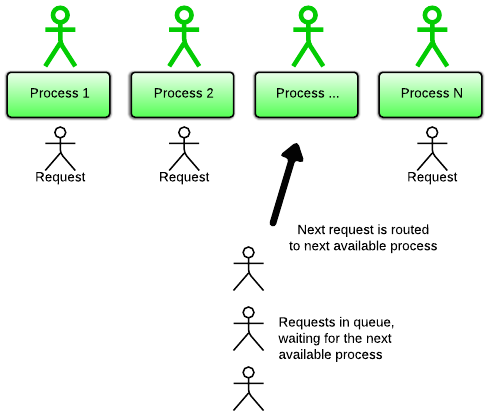 Process 1
Process 2
Process ...
Process N
Request
Request
Request
Next request is routed
to next available process
Requests in queue,
waiting for the next
available process